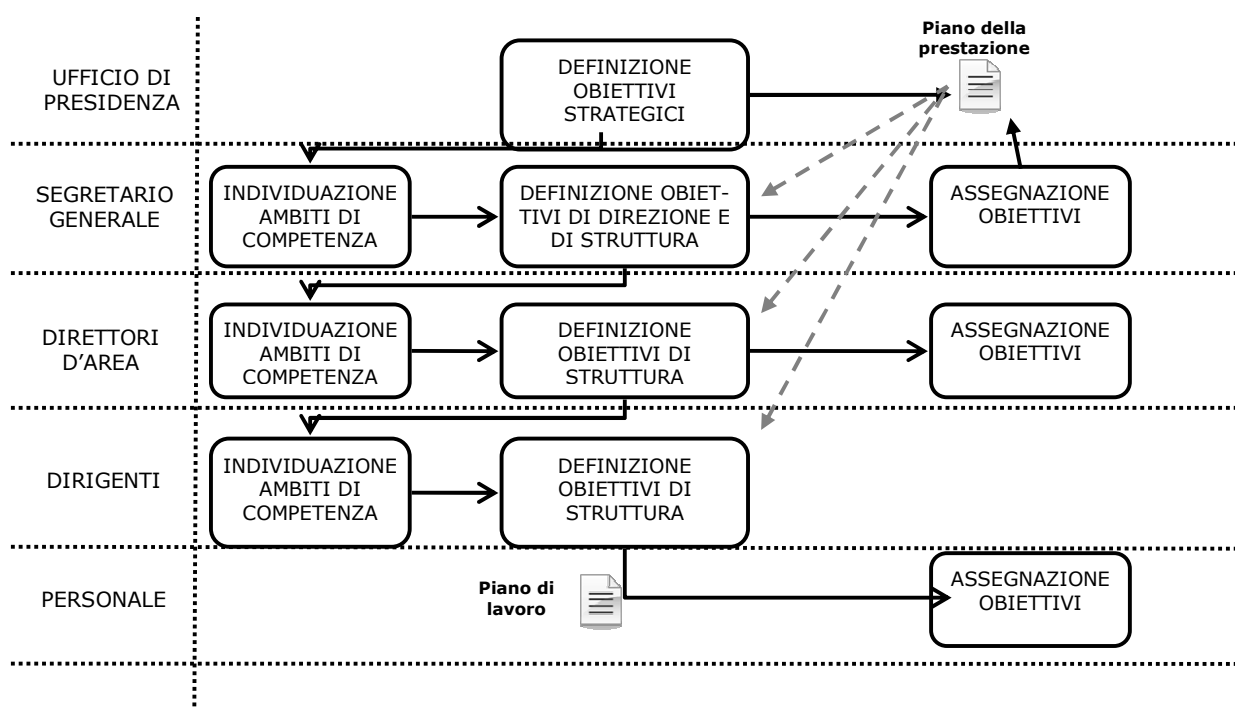 Piano della
prestazione
UFFICIO DI
PRESIDENZA
DEFINIZIONE
OBIETTIVI
STRATEGICI
SEGRETARIO
GENERALE
INDIVIDUAZIONE
AMBITI DI
COMPETENZA
DEFINIZIONE OBIET-
TIVI DI DIREZIONE E
DI STRUTTURA
ASSEGNAZIONE
OBIETTIVI
DIRETTORI
D’AREA
INDIVIDUAZIONE
AMBITI DI
COMPETENZA
DEFINIZIONE
OBIETTIVI DI
STRUTTURA
ASSEGNAZIONE
OBIETTIVI
DIRIGENTI
INDIVIDUAZIONE
AMBITI DI
COMPETENZA
DEFINIZIONE
OBIETTIVI DI
STRUTTURA
PERSONALE
Piano di
lavoro
ASSEGNAZIONE
OBIETTIVI